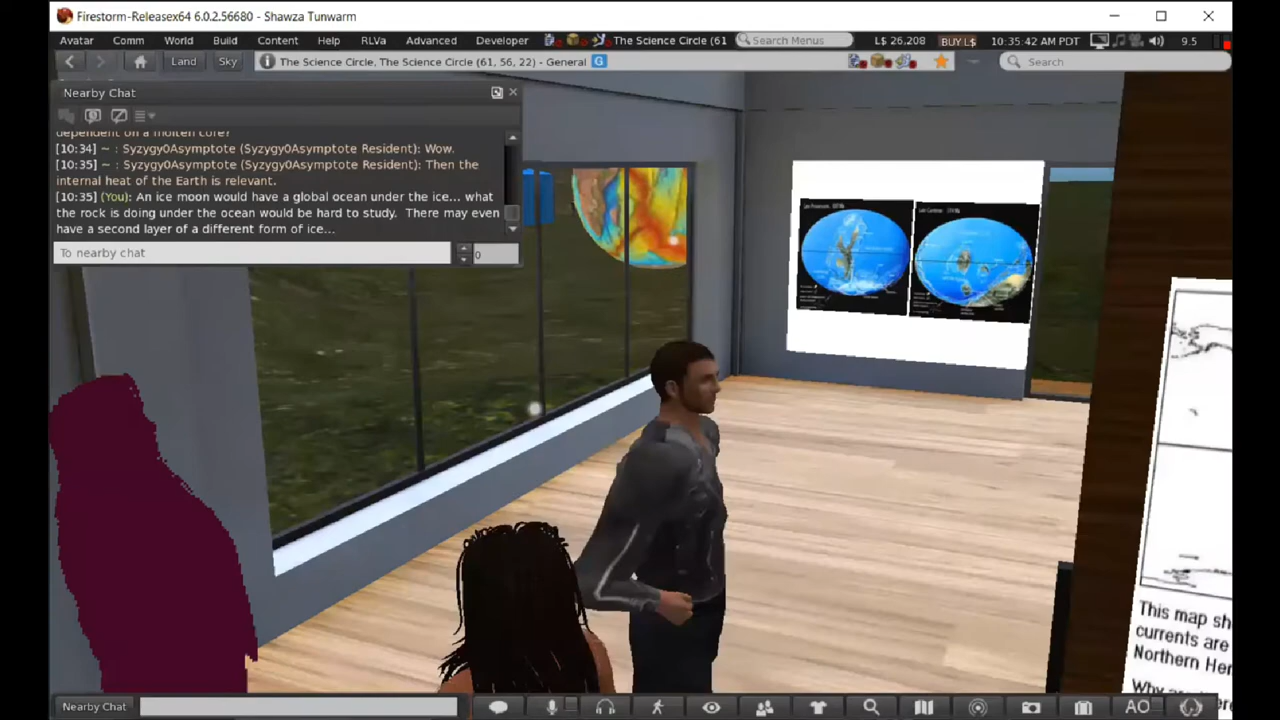 Firestorm-Releasex64 6.0.2.56680 - Shawza Tunwarm
Avatar Comm World Build Content Help RLVa Advanced Developer The Science Circle (61 Search Menus L$ 26,208 BUY L$ 10:35:42 AM PDT 9.5
Land Sky The Science Circle, The Science Circle (61, 56, 22) - General G Search
Nearby Chat
dependent on a molten core?
[10:34] ~ : Syzygy0Asymptote (Syzygy0Asymptote Resident): Wow.
[10:35] ~ : Syzygy0Asymptote (Syzygy0Asymptote Resident): Then the
internal heat of the Earth is relevant.
[10:35] (You): An ice moon would have a global ocean under the ice... what
the rock is doing under the ocean would be hard to study. There may even
have a second layer of a different form of ice...
To nearby chat 0
This map sh
currents are
Northern Her
Why are
Nearby Chat AO